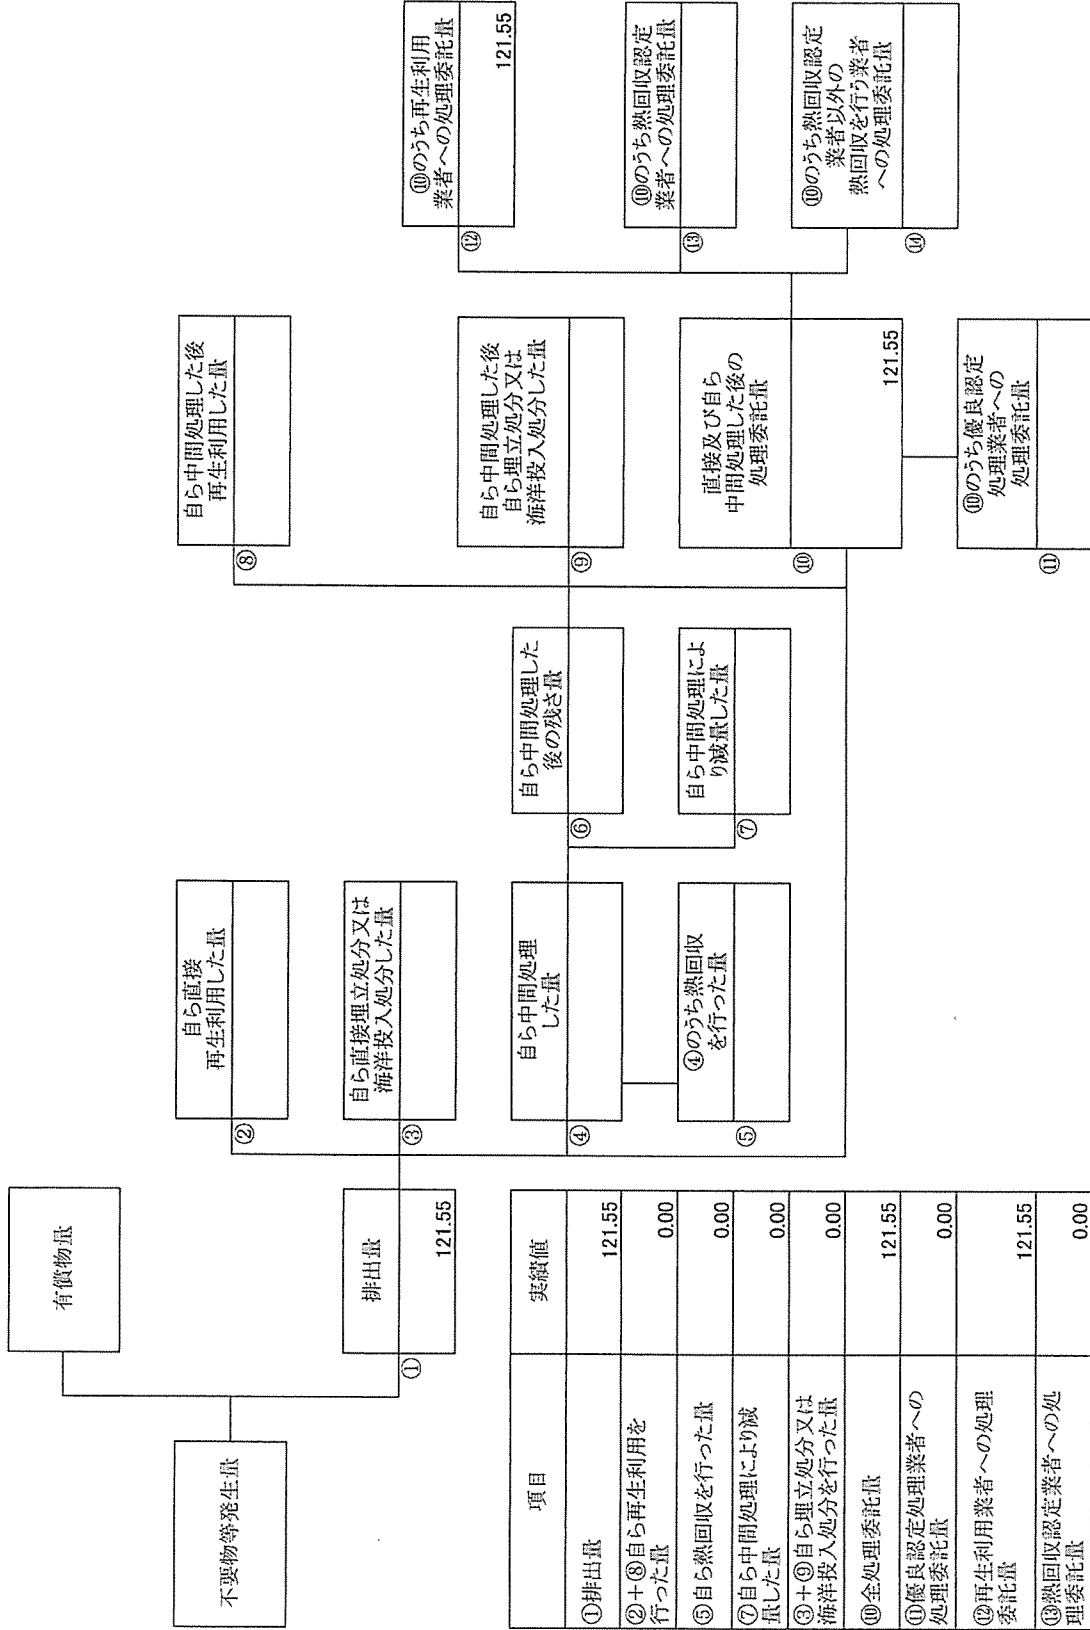 不要物等発生量
有償物量
①
排出量
121.55
②
自ら直接
再生利用した量
③
自ら直接埋立処分又は
海洋投入処分した量
④
自ら中間処理
した量
⑤
④のうち熱回収
を行った量
⑥
自ら中間処理した
後の残さ量
⑦
自ら中間処理によ
り減量した量
⑧
自ら中間処理した後
再生利用した量
⑨
自ら中間処理した後
自ら埋立処分又は
海洋投入処分した量
⑩
直接及び自ら
中間処理した後の
処理委託量
121.55
⑪
⑩のうち優良認定
処理業者への
処理委託量
⑫
⑩のうち再生利用
業者への処理委託量
121.55
⑬
⑩のうち熱回収認定
業者への処理委託量
⑭
⑩のうち熱回収認定
業者以外の
熱回収を行う業者
への処理委託量
項目 実績値
①排出量 121.55
②+⑧自ら再生利用を
行った量 0.00
⑤自ら熱回収を行った量 0.00
⑦自ら中間処理により減
量した量 0.00
③+⑨自ら埋立処分又は
海洋投入処分を行った量 0.00
⑩全処理委託量 121.55
⑪優良認定処理業者への
処理委託量 0.00
⑫再生利用業者への処理
委託量 121.55
⑬熱回収認定業者への処
理委託量 0.00